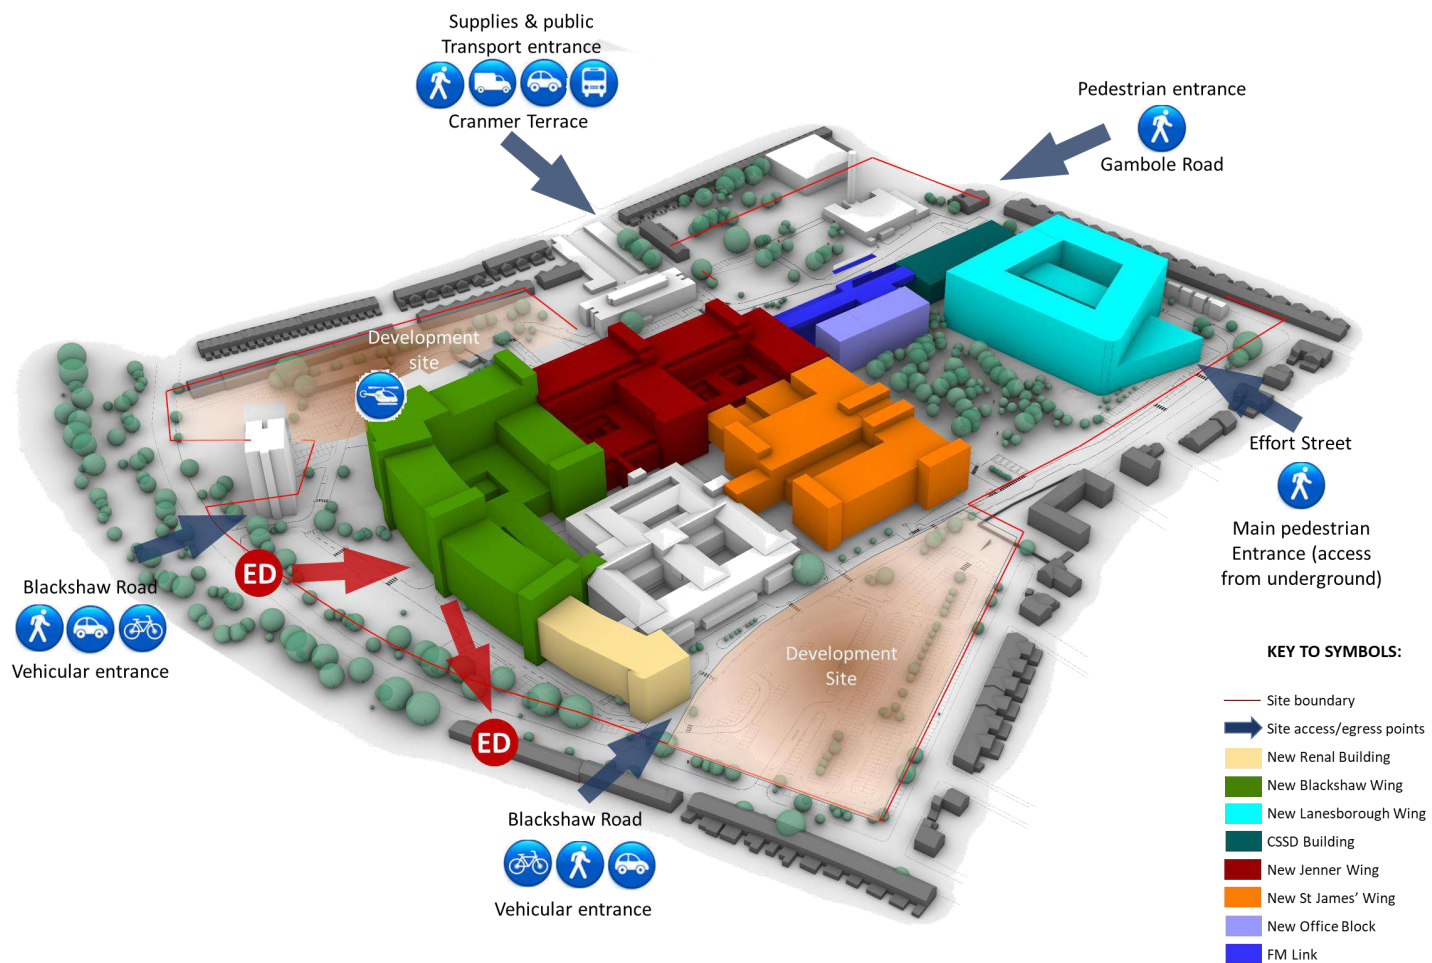 Supplies & public
Transport entrance
Cranmer Terrace
Pedestrian entrance
Gambole Road
Development
site
Effort Street
Main pedestrian
Entrance (access
from underground)
ED
Blackshaw Road
Vehicular entrance
Development
Site
ED
Blackshaw Road
Vehicular entrance
KEY TO SYMBOLS:
Site boundary
Site access/egress points
New Renal Building
New Blackshaw Wing
New Lanesborough Wing
CSSD Building
New Jenner Wing
New St James’ Wing
New Office Block
FM Link